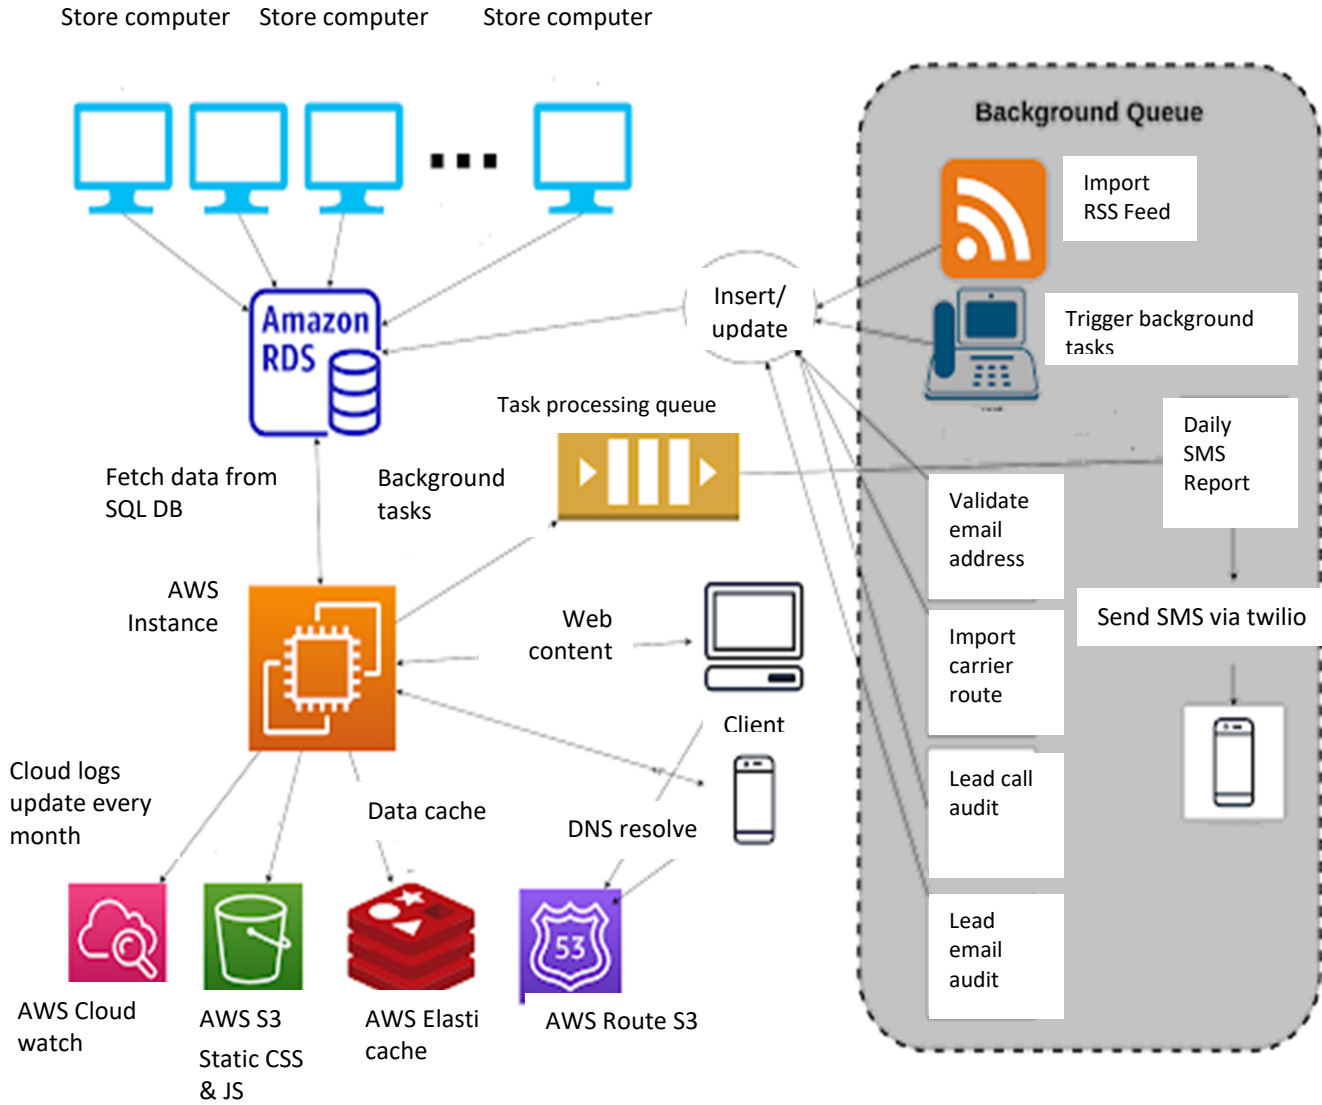 Store computer
Store computer
Store computer
Background Queue
Import
RSS Feed
Insert/
update
Trigger background
tasks
Amazon
RDS
Task processing queue
Daily
SMS
Report
Fetch data from
SQL DB
Background
tasks
Validate
email
address
AWS
Instance
Web
content
Send SMS via twilio
Import
carrier
route
Client
Cloud logs
update every
month
Data cache
DNS resolve
Lead call
audit
53
Lead
email
audit
AWS Cloud
watch
AWS S3
Static CSS
& JS
AWS Elasti
cache
AWS Route S3